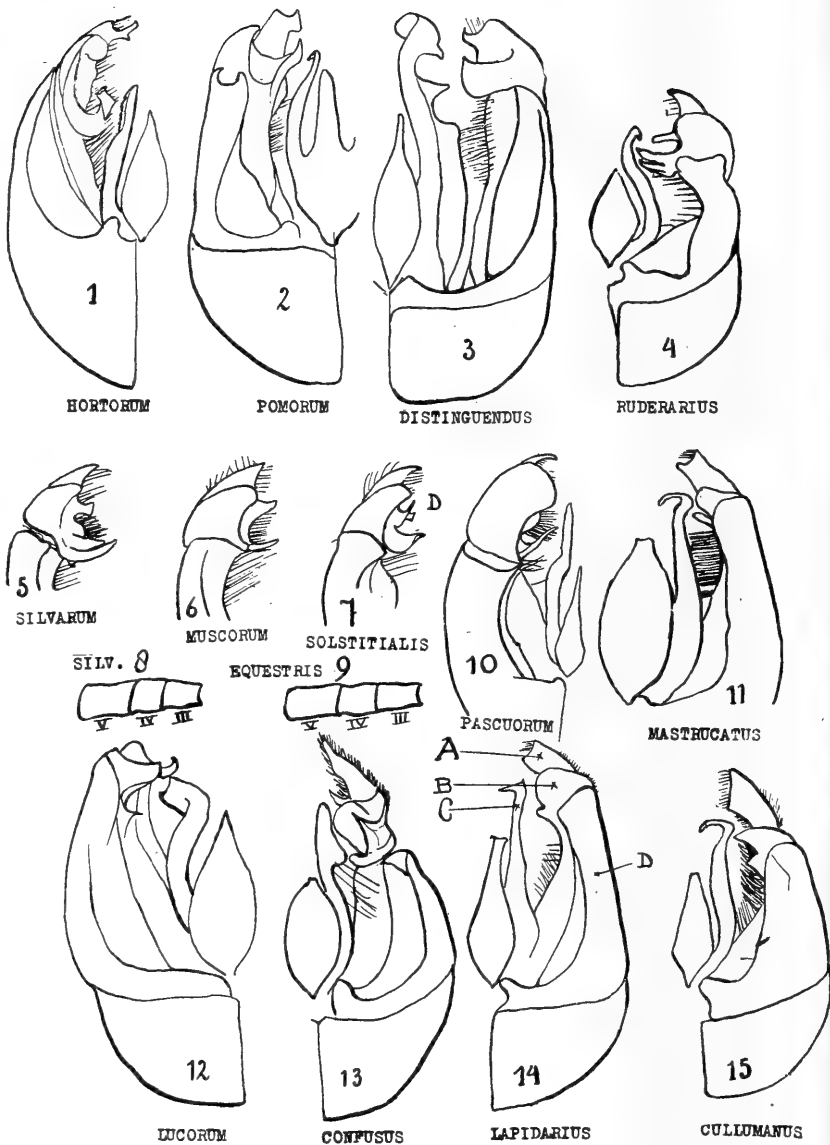 1
2
3
4
HORTORUM
POMORUM
DISTINGUENDUS
RUDERARIUS
D
5
6
7
10
11
SILVARUM
MUSCORUM
SOLSTITIALIS
SILV. 8
EQUESTRIS 9
PASCUORUM
MASTRUCATUS
V IV III
V IV III
A
B
C
D
12
13
14
15
LUCORUM
CONFUSUS
LAPIDARIUS
CULLUMANUS